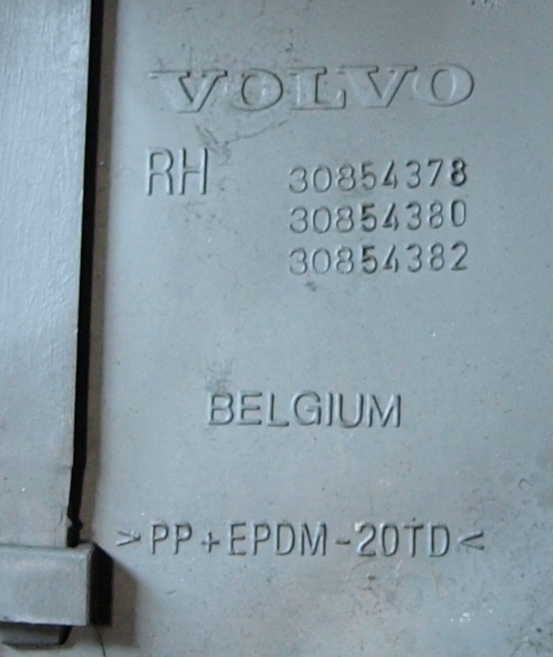 VOLVO
RH 30854378
30854380
30854382
BELGIUM
>PP+EPDM-20TD<